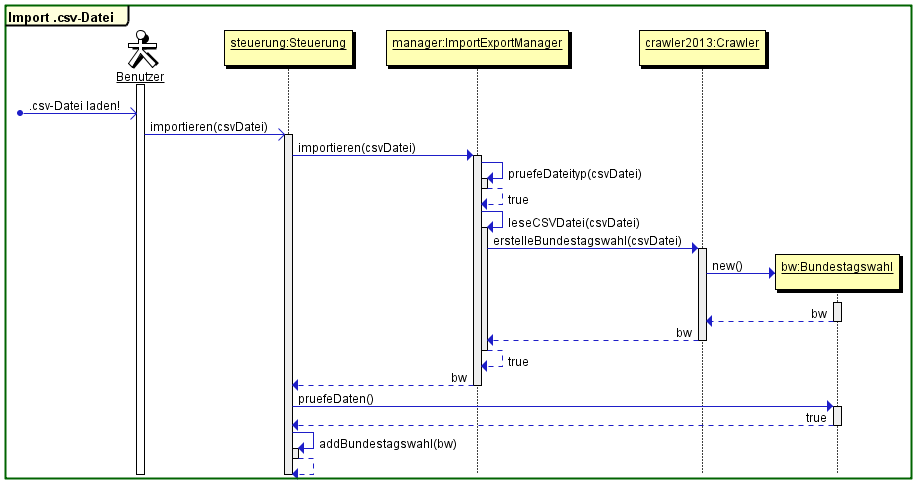 Import .csv-Datei
Benutzer
steuerung:Steuerung
manager:ImportExportManager
crawler2013:Crawler
.csv-Datei laden!
importieren(csvDatei)
importieren(csvDatei)
pruefeDateityp(csvDatei)
true
leseCSVDatei(csvDatei)
erstelleBundestagswahl(csvDatei)
new()
bw:Bundestagswahl
bw
bw
true
bw
pruefeDaten()
true
addBundestagswahl(bw)